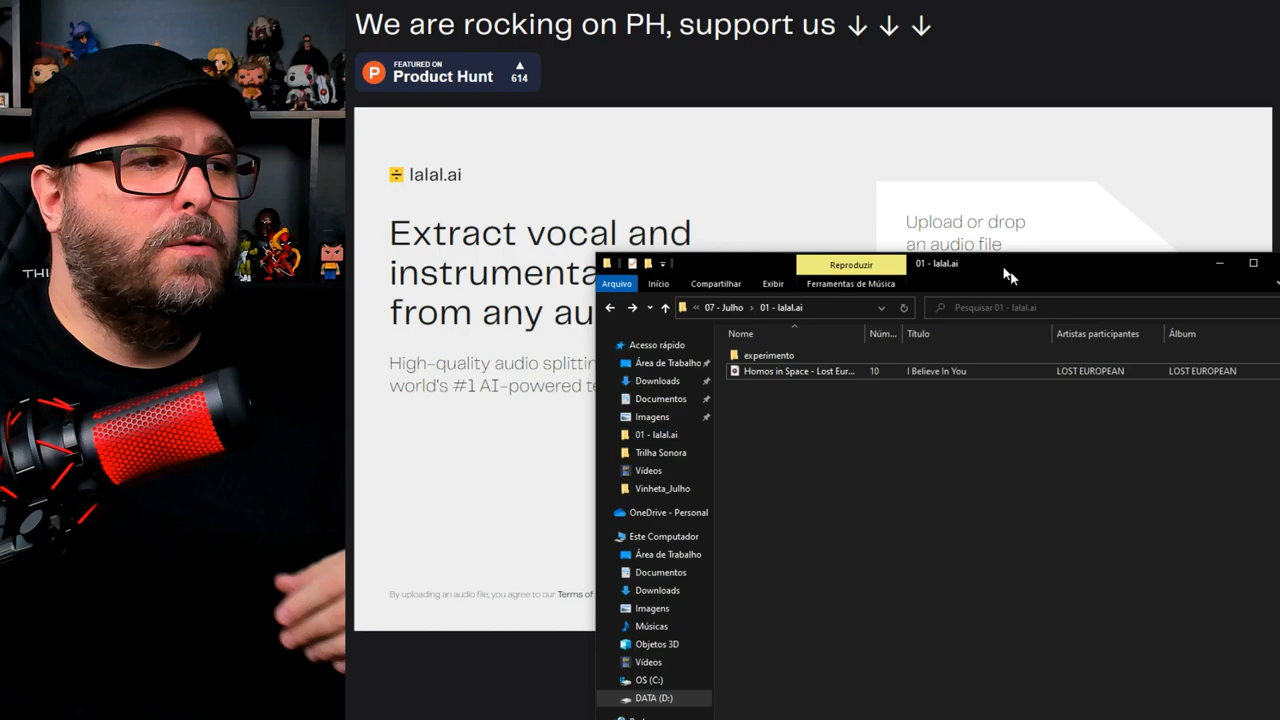 We are rocking on PH, support us ↓ ↓ ↓
P
FEATURED ON
Product Hunt
▲
614
lalal.ai
Extract vocal and
instrumenta
from any au
High-quality audio splittin
world's #1 AI-powered te
By uploading an audio file, you agree to our Terms of
Upload or drop
an audio file
THI
Reproduzir
01 - lalal.ai
Arquivo
Início
Compartilhar
Exibir
Ferramentas de Música
« 07 - Julho > 01 - lalal.ai
Pesquisar 01 - lalal.ai
Nome
Núm...
Título
Artistas participantes
Álbum
experimento
Homos in Space - Lost Eur...
10
I Believe In You
LOST EUROPEAN
LOST EUROPEAN
Acesso rápido
Área de Trabalho
Downloads
Documentos
Imagens
01 - lalal.ai
Trilha Sonora
Vídeos
Vinheta_Julho
OneDrive - Personal
Este Computador
Área de Trabalho
Documentos
Downloads
Imagens
Músicas
Objetos 3D
Vídeos
OS (C:)
DATA (D:)